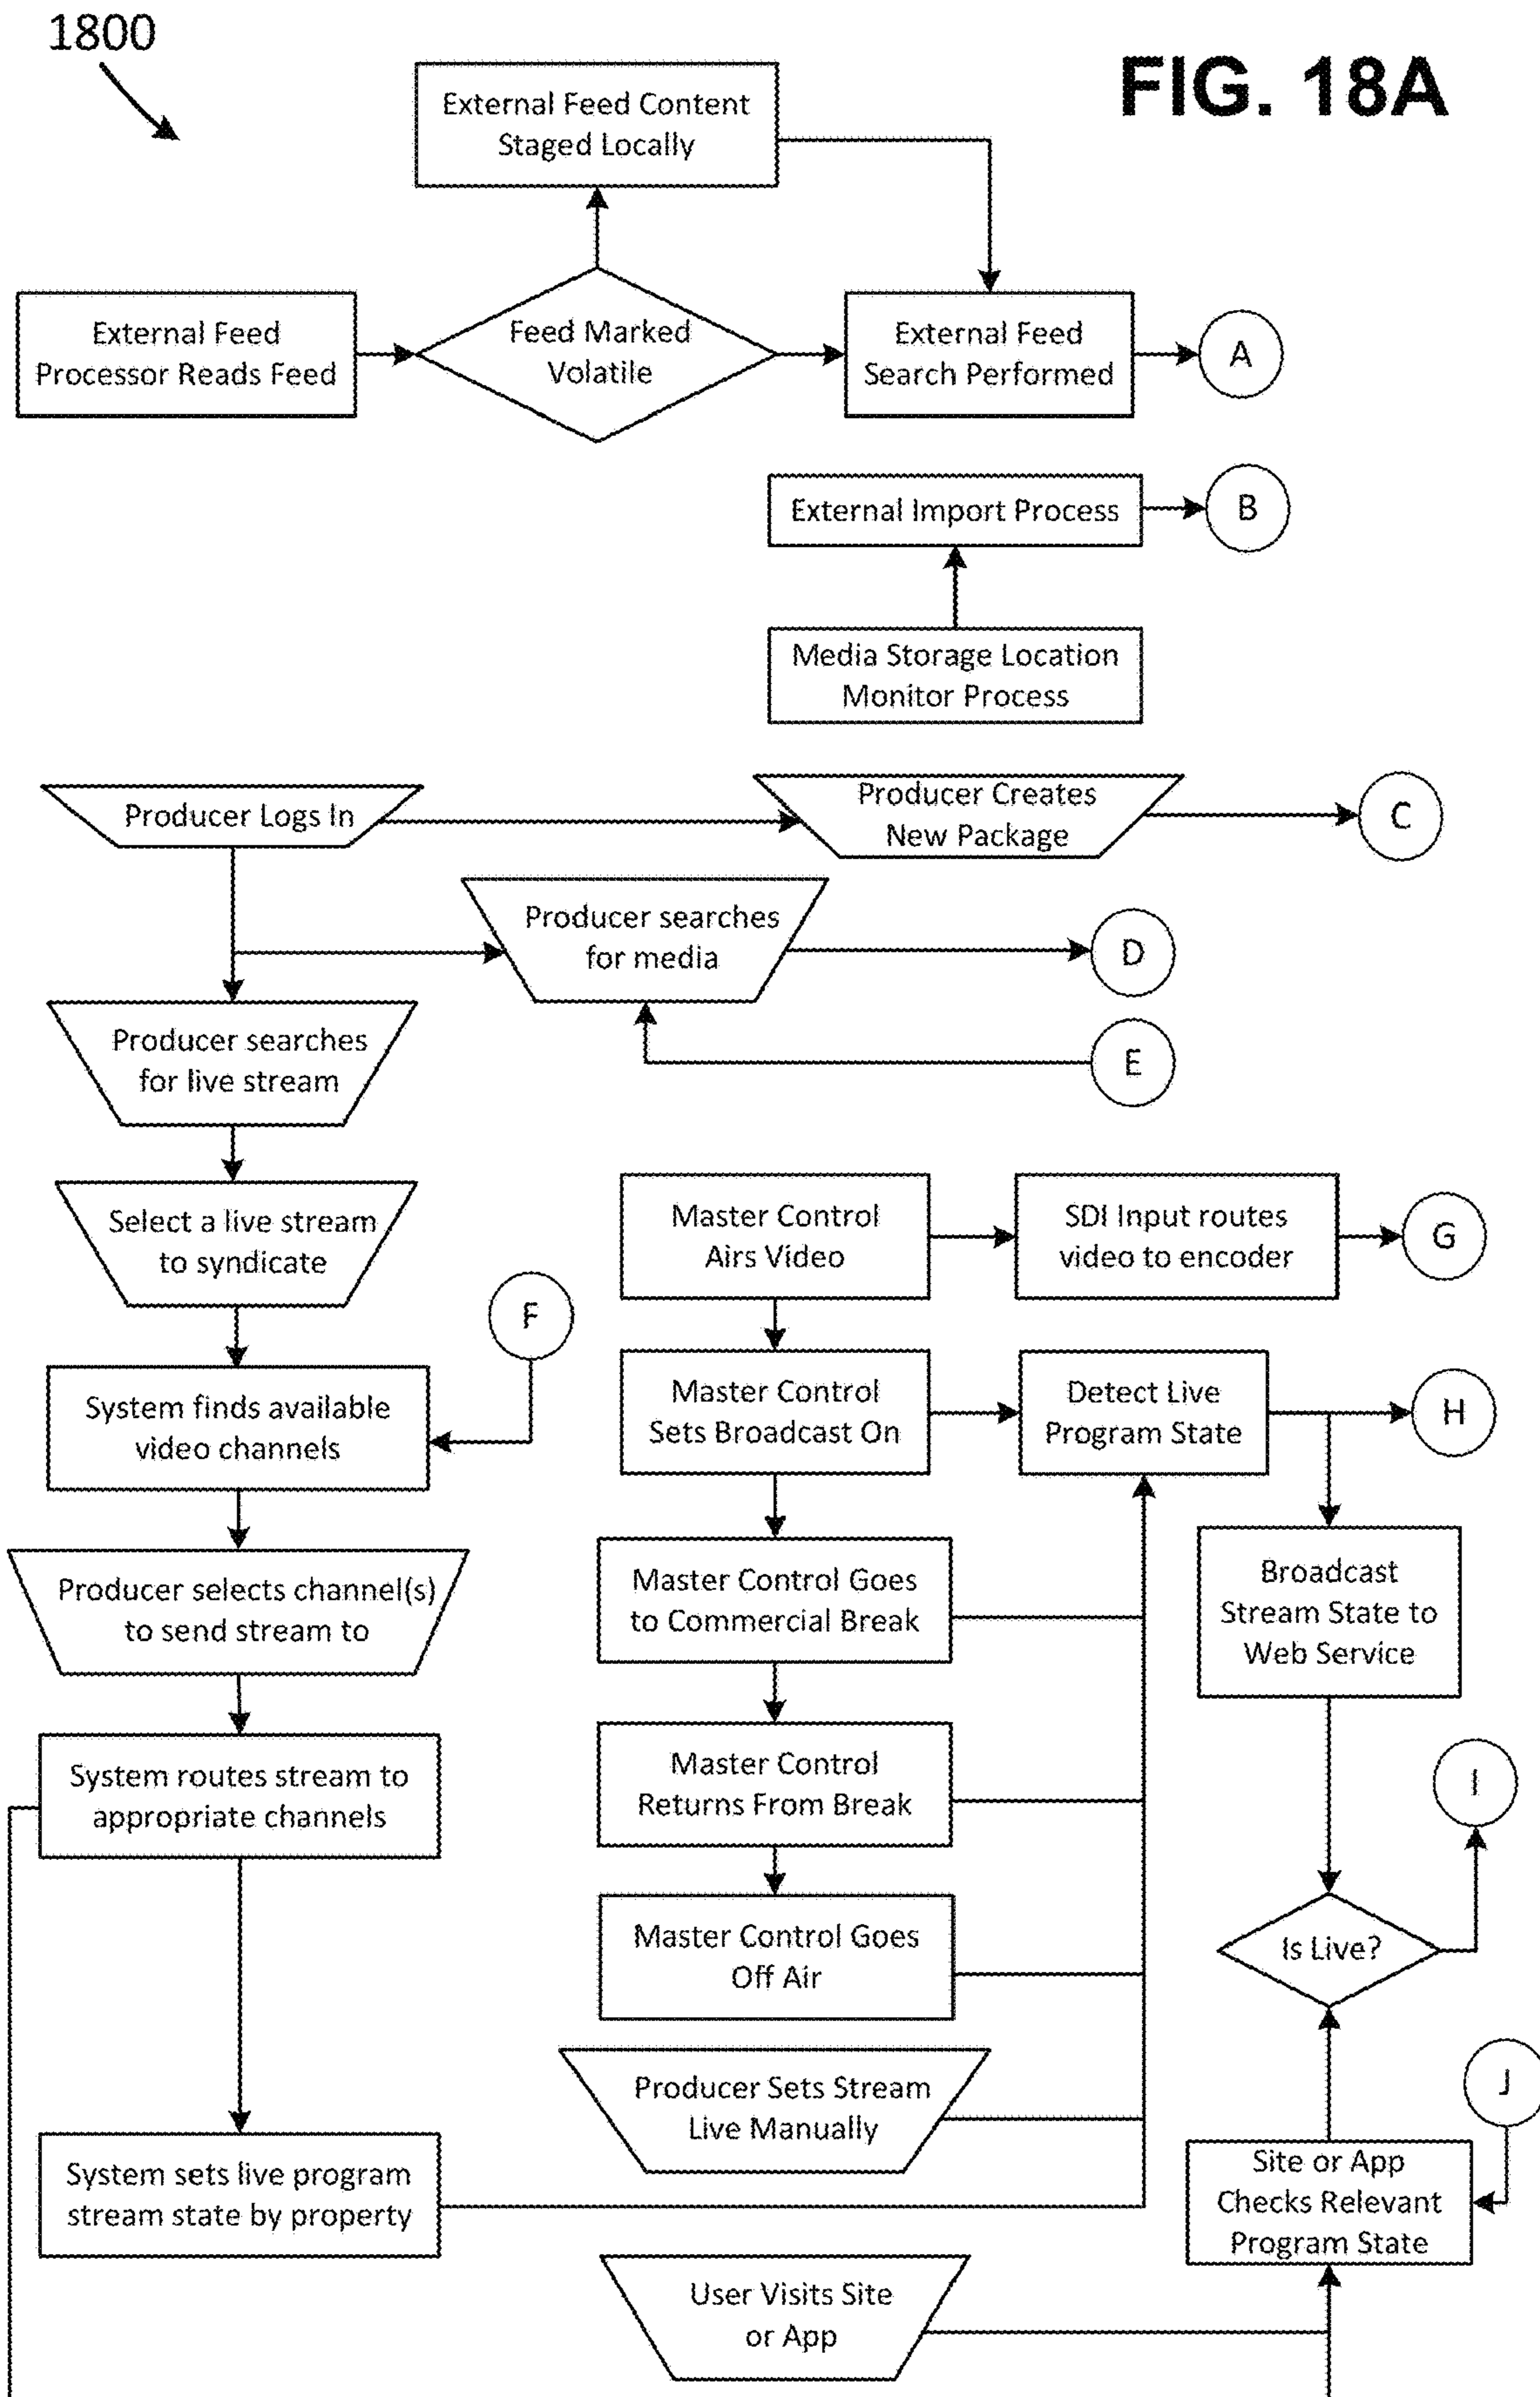 1800
FIG. 18A
External Feed Content
Staged Locally
External Feed
Processor Reads Feed
Feed Marked
Volatile
External Feed
Search Performed
A
External Import Process
B
Media Storage Location
Monitor Process
Producer Logs In
Producer Creates
New Package
C
Producer searches
for media
D
E
Producer searches
for live stream
Select a live stream
to syndicate
F
System finds available
video channels
Producer selects channel(s)
to send stream to
System routes stream to
appropriate channels
System sets live program
stream state by property
Master Control
Airs Video
SDI Input routes
video to encoder
G
Master Control
Sets Broadcast On
Detect Live
Program State
H
Master Control Goes
to Commercial Break
Broadcast
Stream State to
Web Service
Master Control
Returns From Break
I
Master Control Goes
Off Air
Is Live?
Producer Sets Stream
Live Manually
J
Site or App
Checks Relevant
Program State
User Visits Site
or App